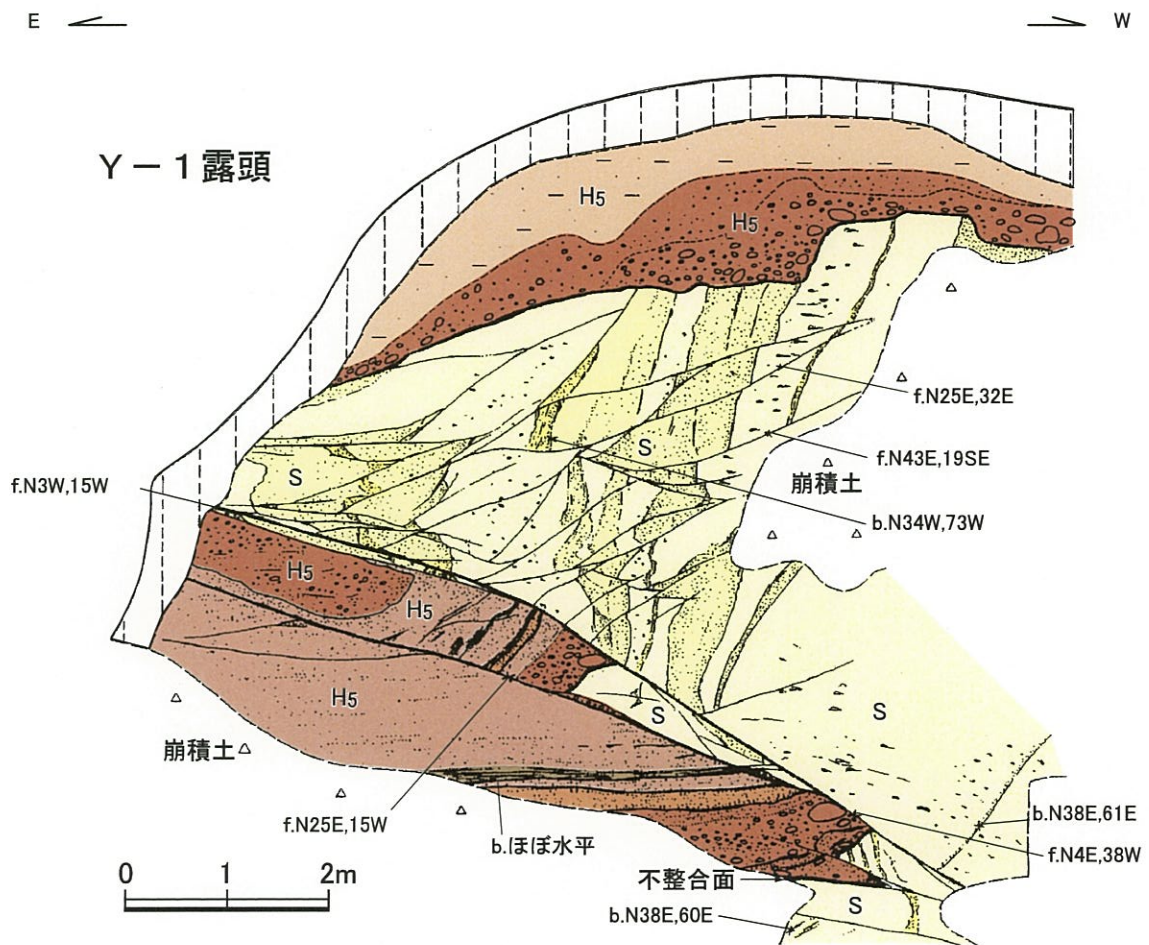 E
W
Y－1露頭
H5
H5
f.N25E,32E
S
S
f.N43E,19SE
f.N3W,15W
崩積土
b.N34W,73W
H5
H5
H5
S
S
崩積土
b.N38E,61E
f.N25E,15W
b.ほぼ水平
f.N4E,38W
0 1 2m
不整合面
S
b.N38E,60E